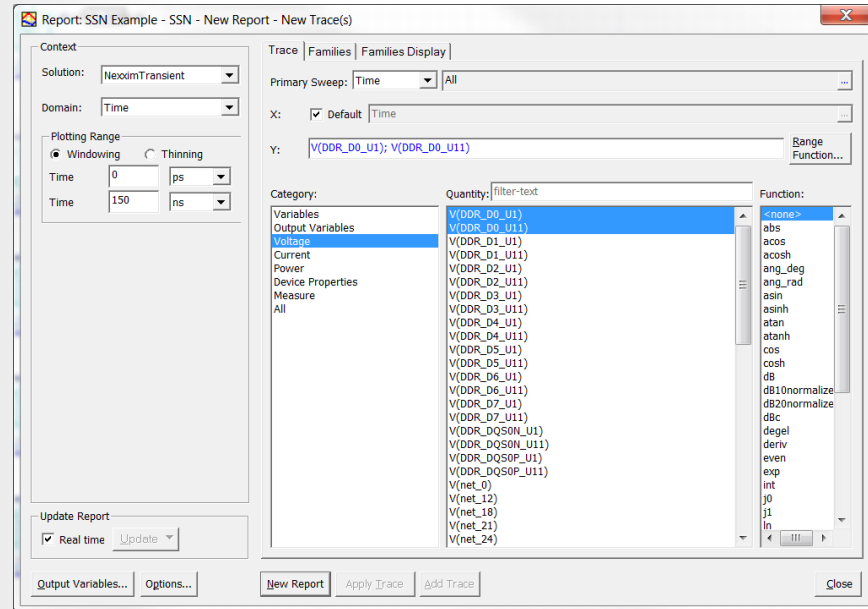 Report: SSN Example - SSN - New Report - New Trace(s)
Context
Solution: NexximTransient
Domain: Time
Plotting Range
Windowing Thinning
Time 0 ps
Time 150 ns
Update Report
Real time Update
Output Variables... Options...
Trace Families Families Display
Primary Sweep: Time All ...
X: Default Time ...
Y: V(DDR_D0_U1); V(DDR_D0_U11)
Range
Function...
Category:
Variables
Output Variables
Voltage
Current
Power
Device Properties
Measure
All
Quantity: filter-text
V(DDR_D0_U1)
V(DDR_D0_U11)
V(DDR_D1_U1)
V(DDR_D1_U11)
V(DDR_D2_U1)
V(DDR_D2_U11)
V(DDR_D3_U1)
V(DDR_D3_U11)
V(DDR_D4_U1)
V(DDR_D4_U11)
V(DDR_D5_U1)
V(DDR_D5_U11)
V(DDR_D6_U1)
V(DDR_D6_U11)
V(DDR_D7_U1)
V(DDR_D7_U11)
V(DDR_DQS0N_U1)
V(DDR_DQS0N_U11)
V(DDR_DQS0P_U1)
V(DDR_DQS0P_U11)
V(net_0)
V(net_12)
V(net_18)
V(net_21)
V(net_24)
Function:
<none>
abs
acos
acosh
ang_deg
ang_rad
asin
asinh
atan
atanh
cos
cosh
dB
dB10normalize
dB20normalize
dBc
degel
deriv
even
exp
int
j0
j1
ln
New Report Apply Trace Add Trace Close